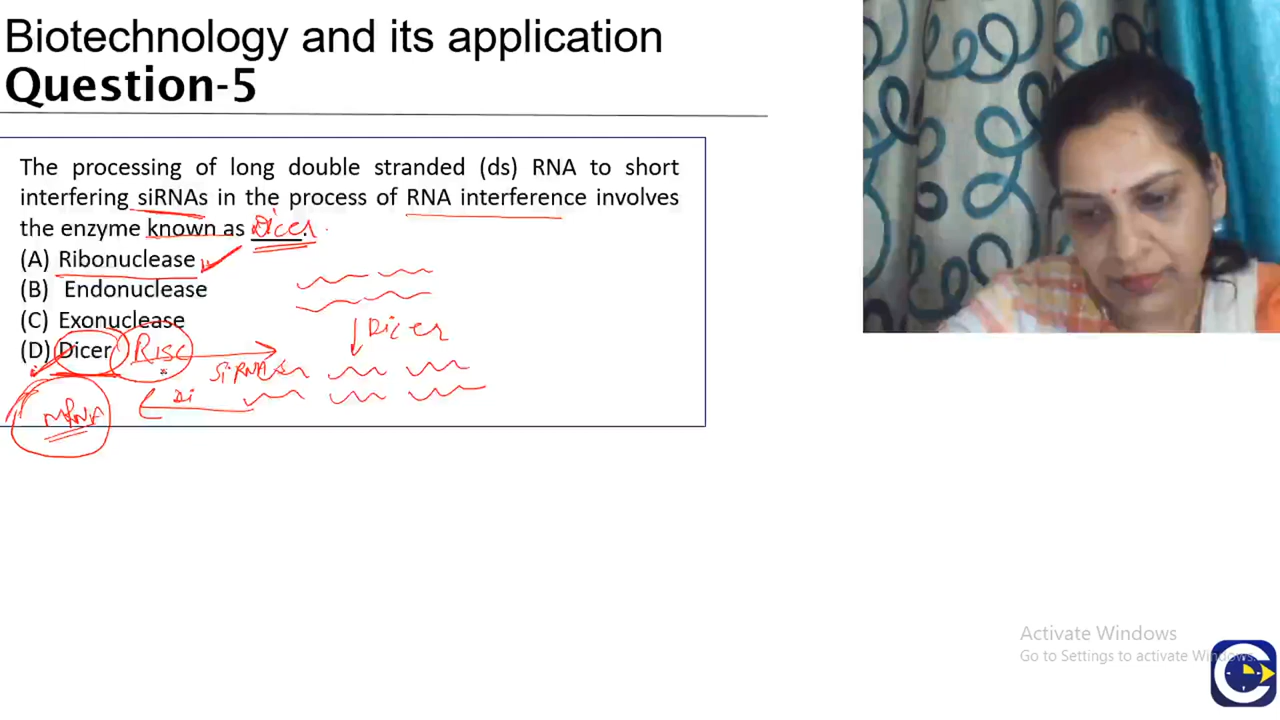 Biotechnology and its application
Question-5
The processing of long double stranded (ds) RNA to short
interfering siRNAs in the process of RNA interference involves
the enzyme known as Dicer.
(A) Ribonuclease
(B) Endonuclease
(C) Exonuclease
Dicer
(D) Dicer RISC
SiRNA
Di
mRNA
Activate Windows
Go to Settings to activate Windows.